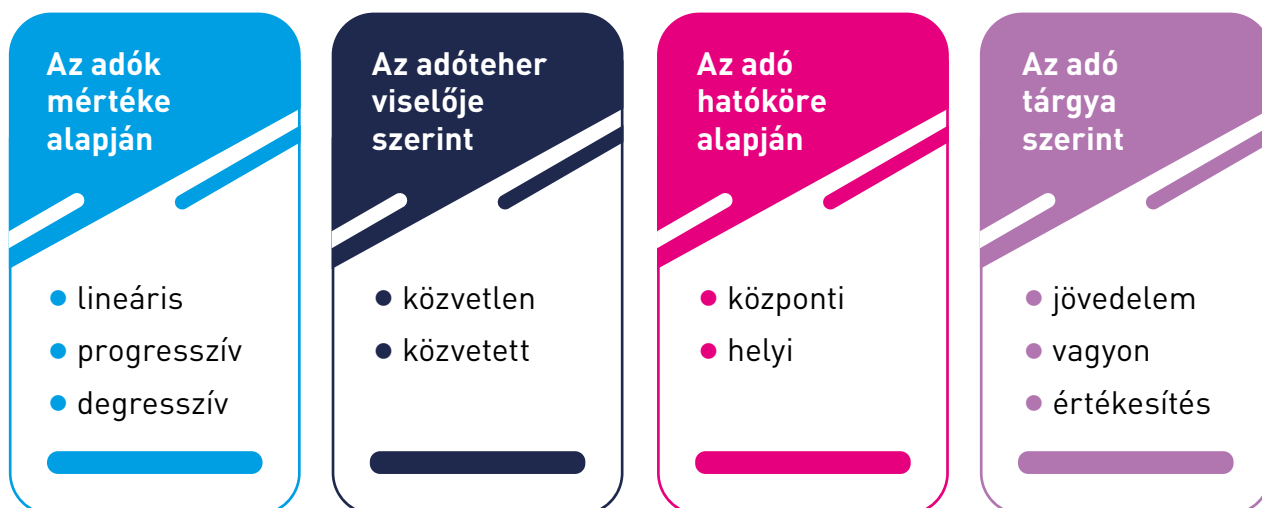 Az adók
mértéke
alapján
• lineáris
• progresszív
• degresszív
Az adóteher
viselője
szerint
• közvetlen
• közvetett
Az adó
hatóköre
alapján
• központi
• helyi
Az adó
tárgya
szerint
• jövedelem
• vagyon
• értékesítés